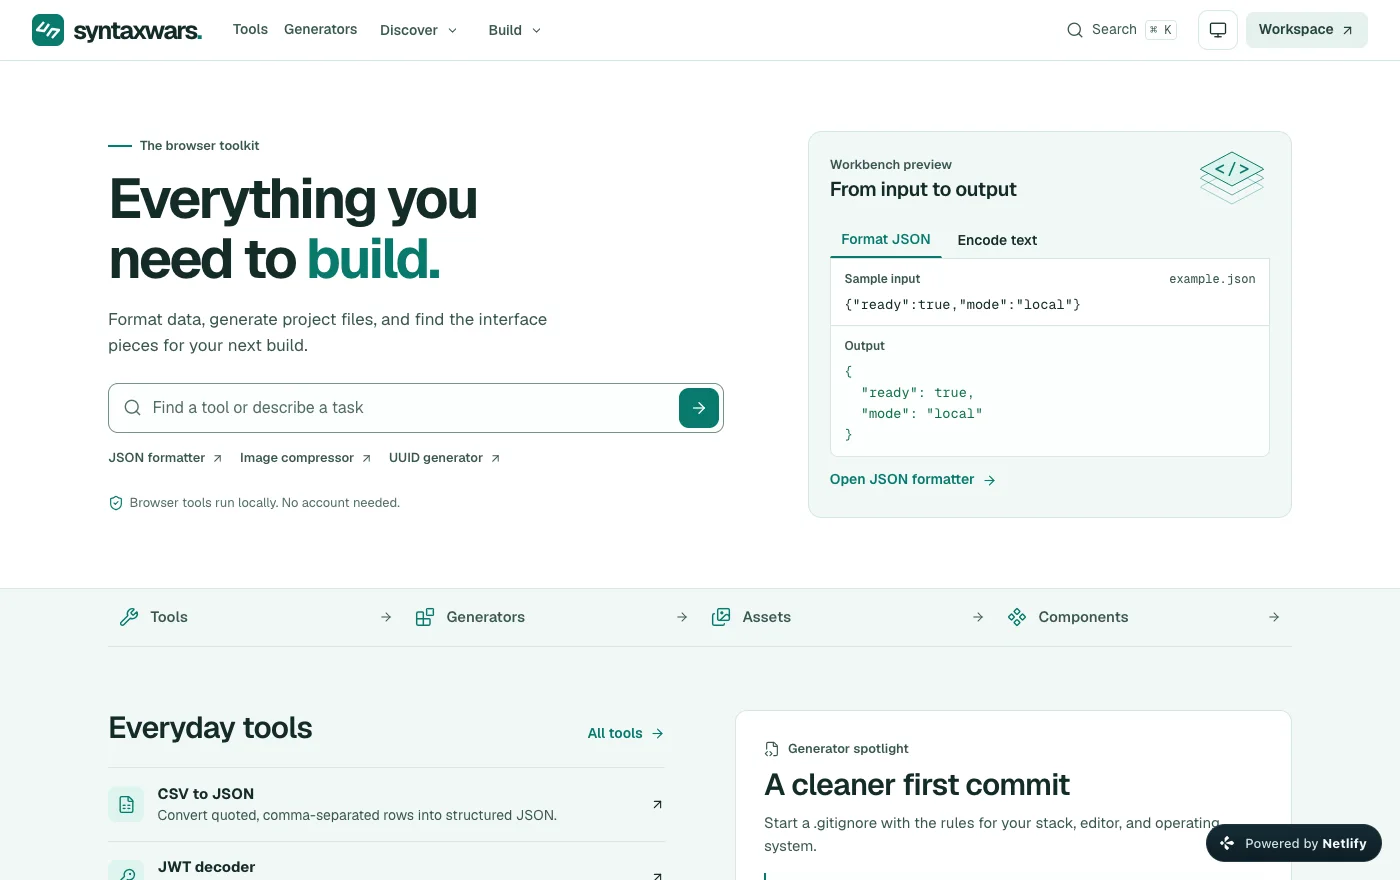 syntaxwars.
Tools
Generators
Discover
Build
Search ⌘ K
Workspace
The browser toolkit
Everything you
need to build.
Format data, generate project files, and find the interface
pieces for your next build.
Find a tool or describe a task
JSON formatter
Image compressor
UUID generator
Browser tools run locally. No account needed.
Workbench preview
From input to output
</>
Format JSON
Encode text
Sample input
example.json
{"ready":true,"mode":"local"}
Output
{
  "ready": true,
  "mode": "local"
}
Open JSON formatter
Tools
Generators
Assets
Components
Everyday tools
All tools
CSV to JSON
Convert quoted, comma-separated rows into structured JSON.
JWT decoder
Generator spotlight
A cleaner first commit
Start a .gitignore with the rules for your stack, editor, and operating
system.
Powered by Netlify